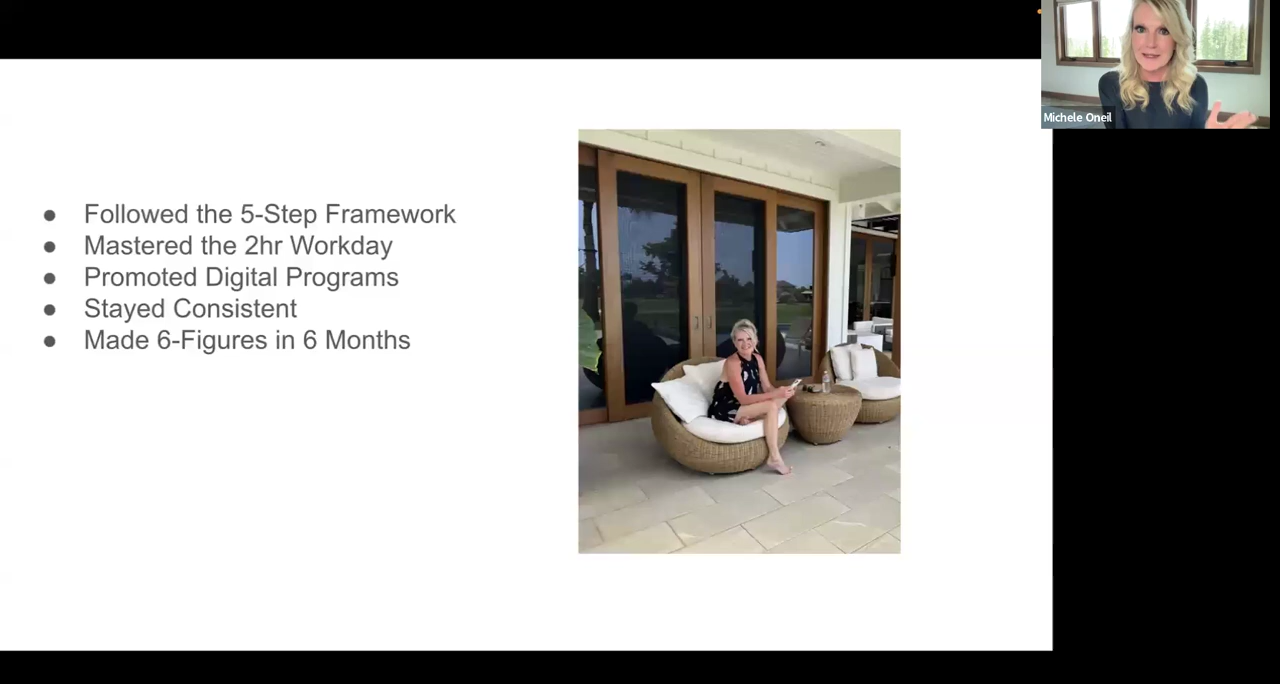 Michele Oneil
● Followed the 5-Step Framework
● Mastered the 2hr Workday
● Promoted Digital Programs
● Stayed Consistent
● Made 6-Figures in 6 Months